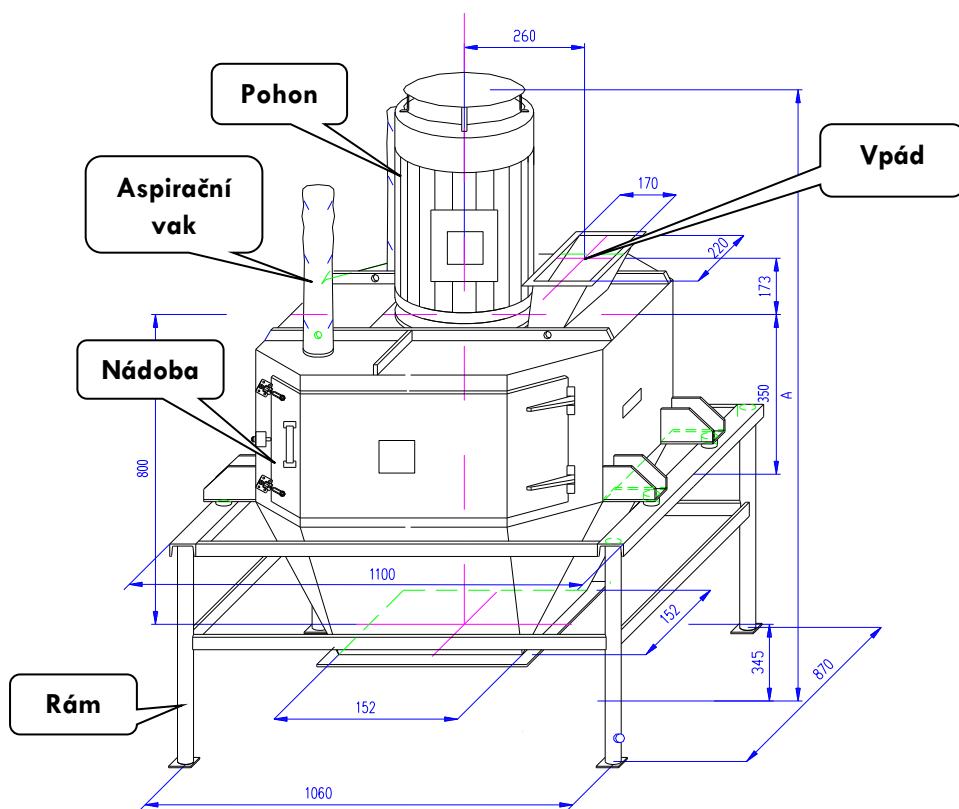 260
Pohon
Vpád
Aspirační
vak
170
220
173
Nádoba
350
A
800
1100
152
345
870
Rám
152
1060